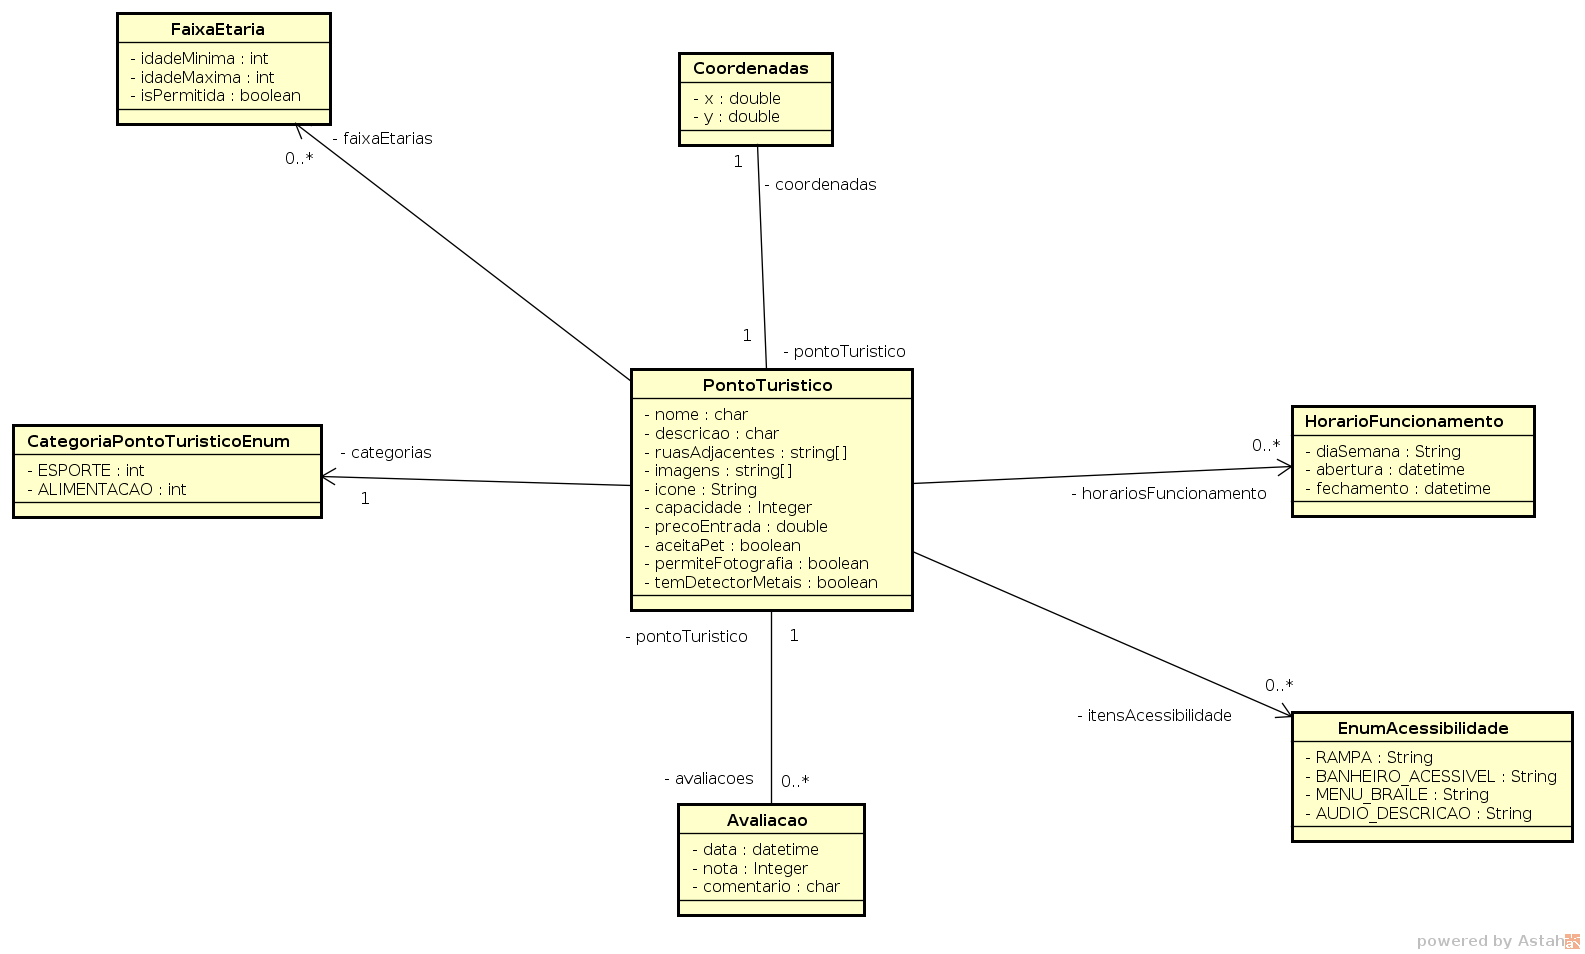 FaixaEtaria
- idadeMinima : int
- idadeMaxima : int
- isPermitida : boolean
- faixaEtarias
0..*
Coordenadas
- x : double
- y : double
1
- coordenadas
1
- pontoTuristico
CategoriaPontoTuristicoEnum
- ESPORTE : int
- ALIMENTACAO : int
- categorias
1
PontoTuristico
- nome : char
- descricao : char
- ruasAdjacentes : string[]
- imagens : string[]
- icone : String
- capacidade : Integer
- precoEntrada : double
- aceitaPet : boolean
- permiteFotografia : boolean
- temDetectorMetais : boolean
0..*
- horariosFuncionamento
HorarioFuncionamento
- diaSemana : String
- abertura : datetime
- fechamento : datetime
- pontoTuristico
1
0..*
- itensAcessibilidade
EnumAcessibilidade
- RAMPA : String
- BANHEIRO_ACESSIVEL : String
- MENU_BRAILE : String
- AUDIO_DESCRICAO : String
- avaliacoes
0..*
Avaliacao
- data : datetime
- nota : Integer
- comentario : char
powered by Astah